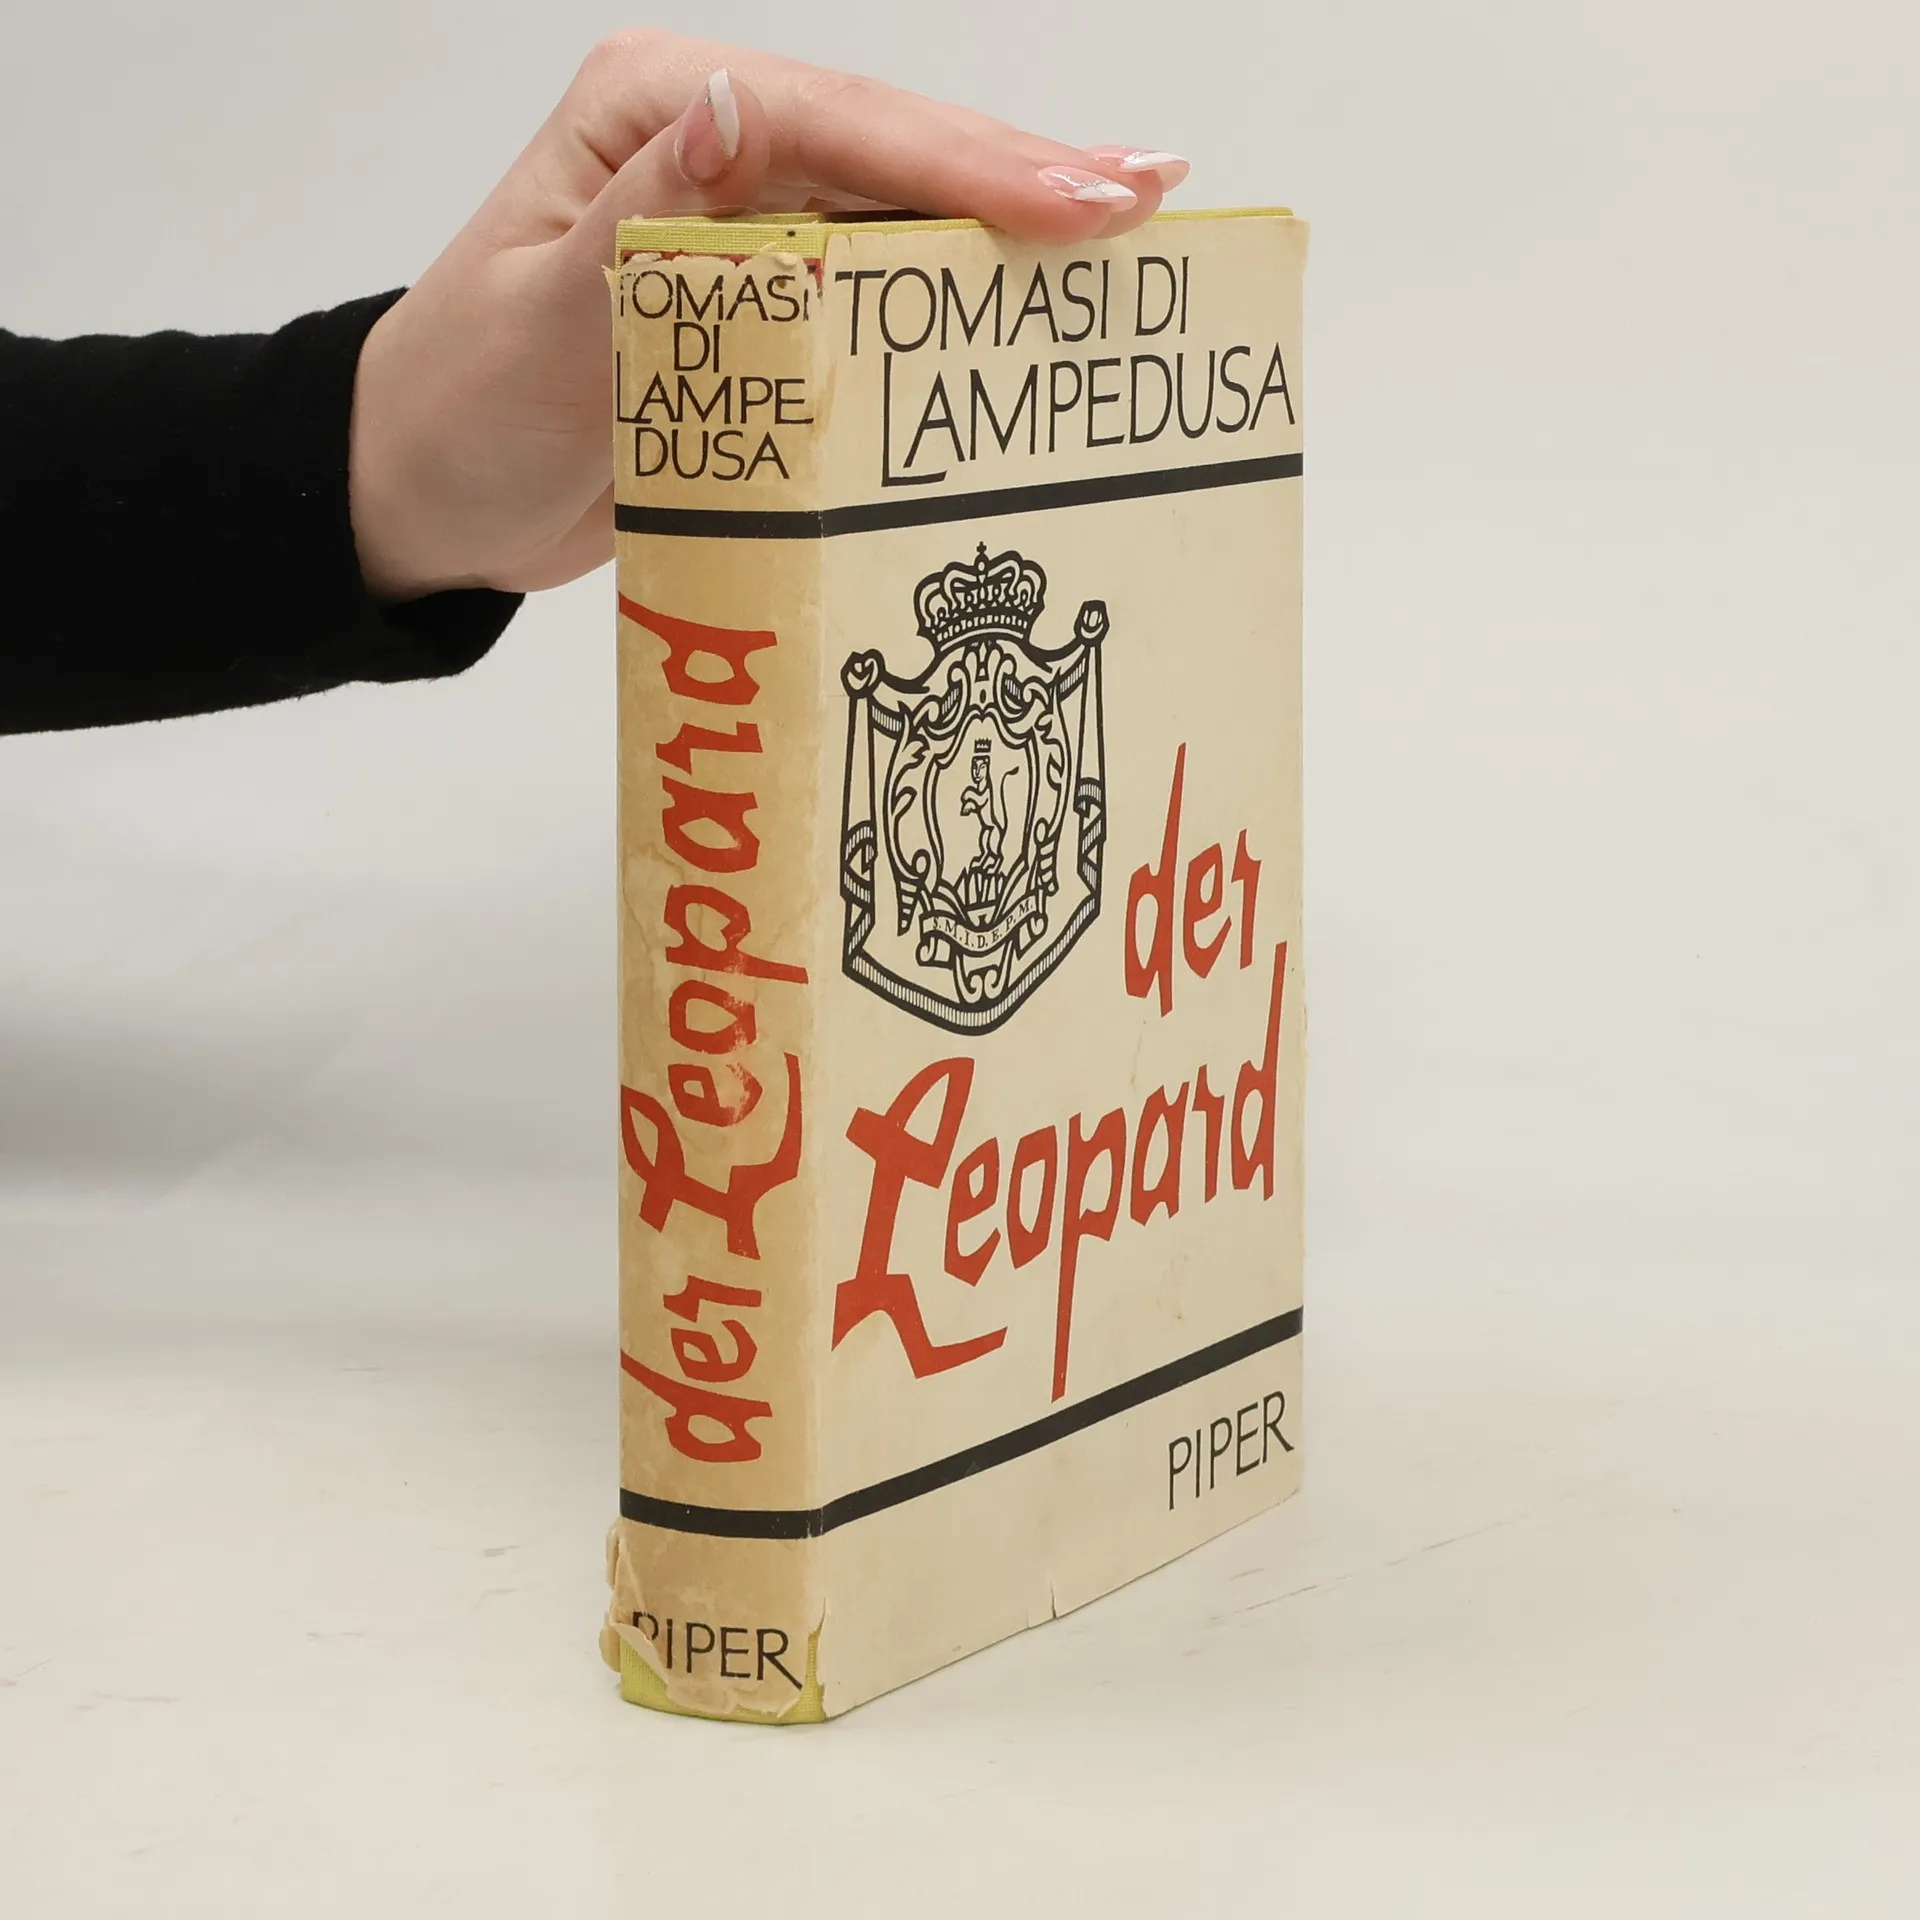 TOMASI
DI
LAMPE
DUSA
der Leopard
PIPER
TOMASI DI
LAMPEDUSA
S.M.I.D.E.P.M.
der
Leopard
PIPER